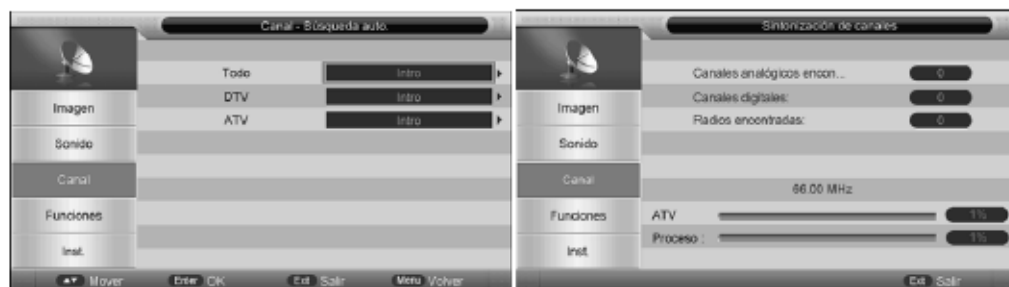 Canal - Búsqueda auto.
Todo Intro
DTV Intro
ATV Intro
Imagen
Sonido
Canal
Funciones
Inst.
Mover Enter OK Exit Salir Menu Volver
Sintonización de canales
Canales analógicos encon... 0
Canales digitales: 0
Radios encontradas: 0
Imagen
Sonido
Canal
Funciones
Inst.
66.00 MHz
ATV 1%
Proceso : 1%
Exit Salir